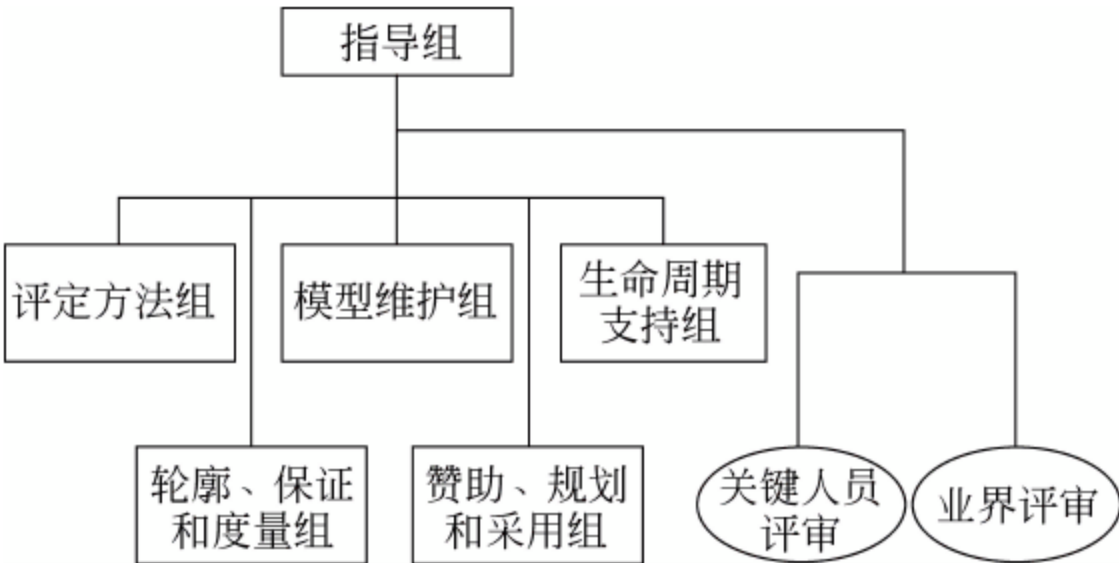 指导组
评定方法组
模型维护组
生命周期
支持组
轮廓、保证
和度量组
赞助、规划
和采用组
关键人员
评审
业界评审